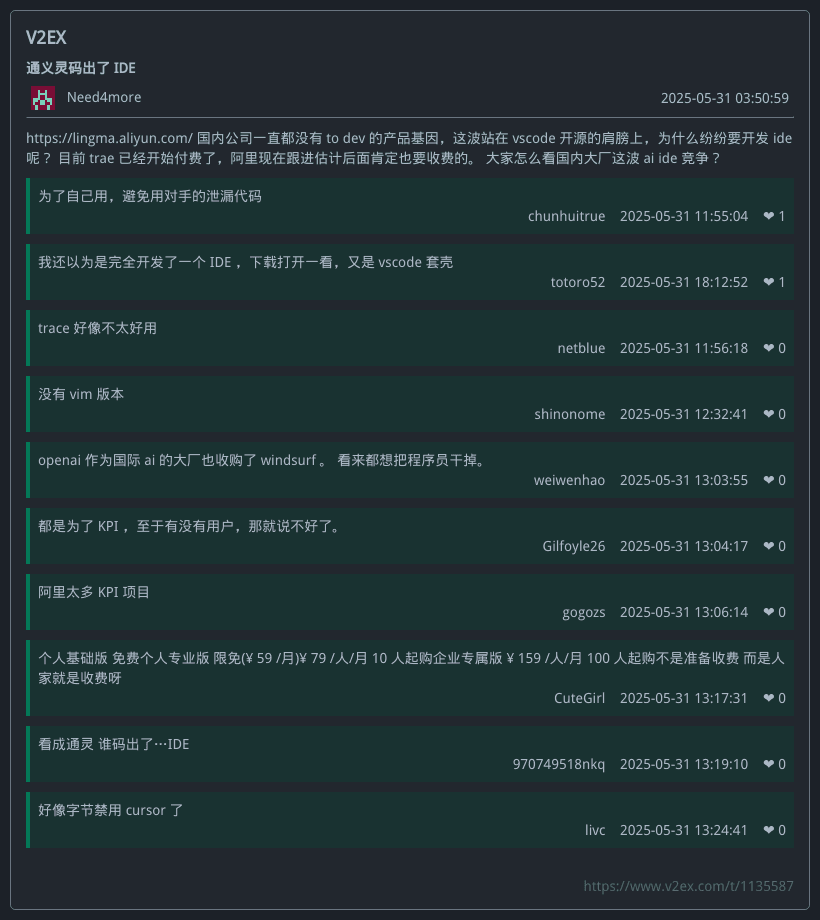 V2EX
通义灵码出了 IDE
Need4more
2025-05-31 03:50:59
https://lingma.aliyun.com/ 国内公司一直都没有 to dev 的产品基因，这波站在 vscode 开源的肩膀上，为什么纷纷要开发 ide
呢 ？ 目前 trae 已经开始付费了，阿里现在跟进估计后面肯定也要收费的。 大家怎么看国内大厂这波 ai ide 竞争 ？
为了自己用，避免用对手的泄漏代码
chunhuitrue 2025-05-31 11:55:04 ❤ 1
我还以为是完全开发了一个 IDE ，下载打开一看，又是 vscode 套壳
totoro52 2025-05-31 18:12:52 ❤ 1
trace 好像不太好用
netblue 2025-05-31 11:56:18 ❤ 0
没有 vim 版本
shinonome 2025-05-31 12:32:41 ❤ 0
openai 作为国际 ai 的大厂也收购了 windsurf 。 看来都想把程序员干掉。
weiwenhao 2025-05-31 13:03:55 ❤ 0
都是为了 KPI ，至于有没有用户，那就说不好了。
Gilfoyle26 2025-05-31 13:04:17 ❤ 0
阿里太多 KPI 项目
gogozs 2025-05-31 13:06:14 ❤ 0
个人基础版 免费个人专业版 限免(¥ 59 /月)¥ 79 /人/月 10 人起购企业专属版 ¥ 159 /人/月 100 人起购不是准备收费 而是人
家就是收费呀
CuteGirl 2025-05-31 13:17:31 ❤ 0
看成通灵 谁码出了…IDE
970749518nkq 2025-05-31 13:19:10 ❤ 0
好像字节禁用 cursor 了
livc 2025-05-31 13:24:41 ❤ 0
https://www.v2ex.com/t/1135587